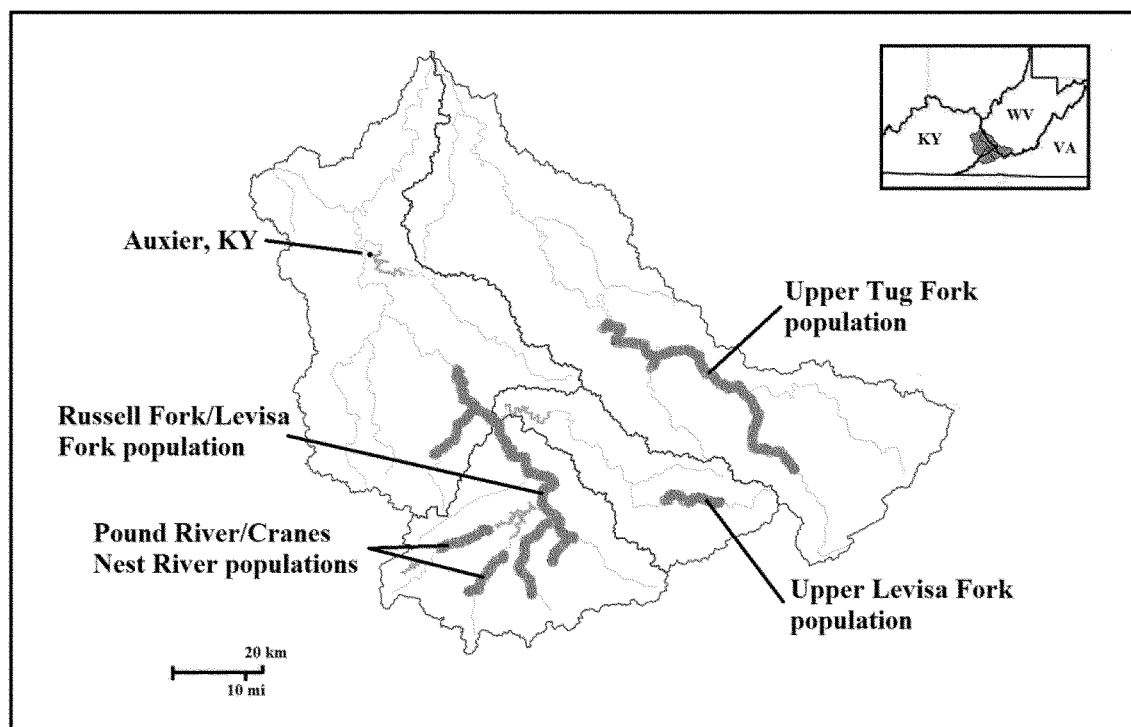 KY
WV
VA
Auxier, KY
Upper Tug Fork
population
Russell Fork/Levisa
Fork population
Pound River/Cranes
Nest River populations
Upper Levisa Fork
population
20 km
10 mi